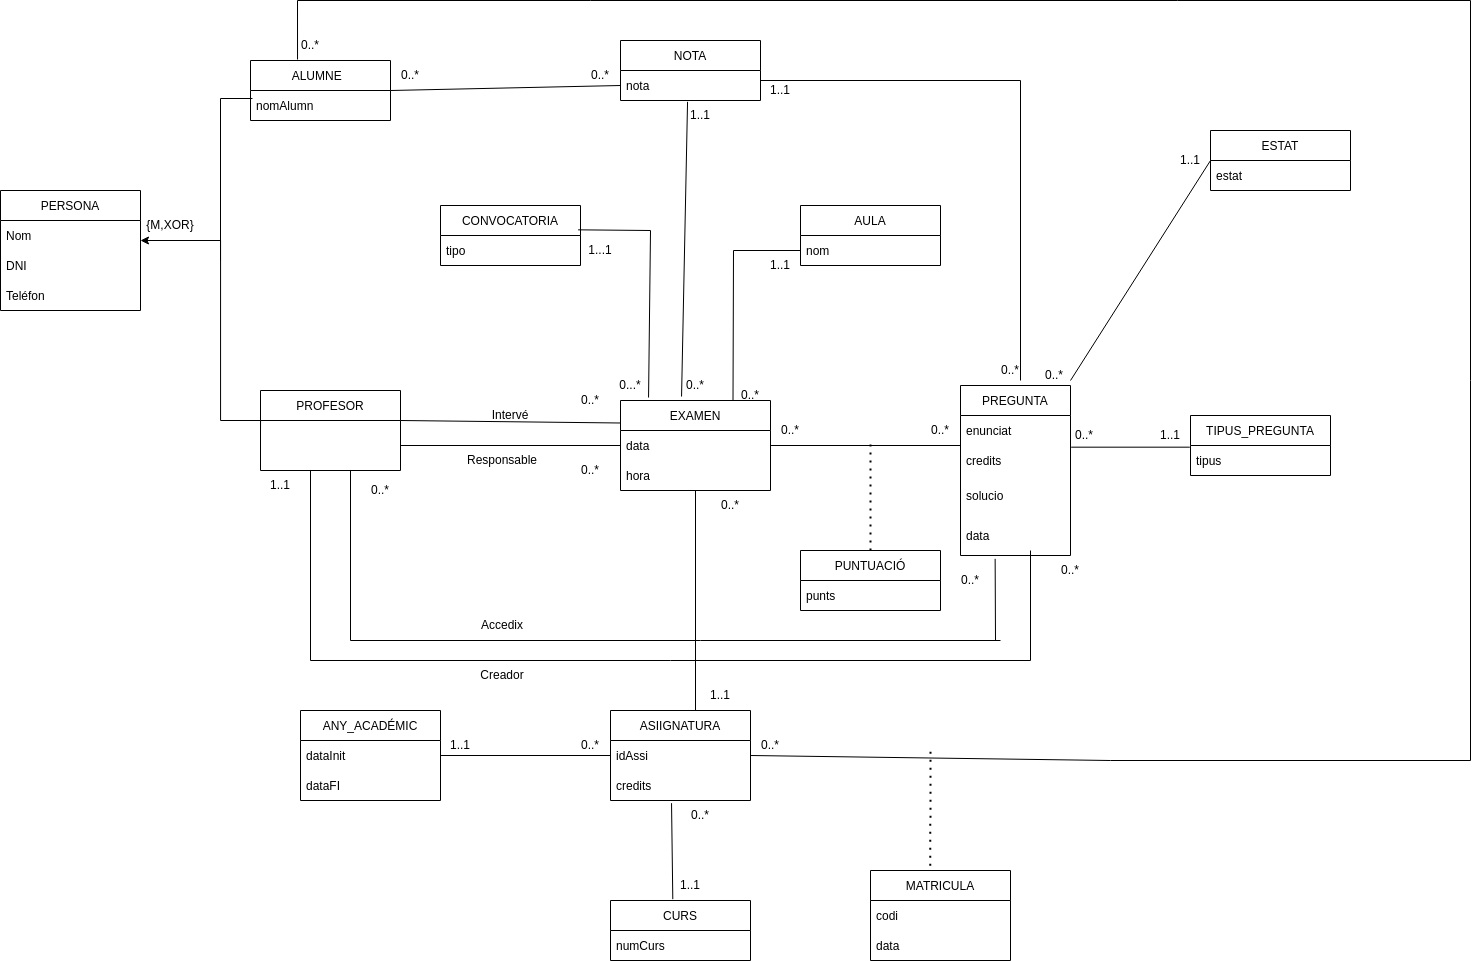 0..*
ALUMNE
nomAlumn
0..*
0..*
NOTA
nota
1..1
1..1
ESTAT
estat
1..1
PERSONA
Nom
DNI
Teléfon
{M,XOR}
CONVOCATORIA
tipo
1...1
AULA
nom
1..1
0...*
0..*
0..*
0..*
0..*
PROFESOR
Intervé
Responsable
0..*
0..*
EXAMEN
data
hora
0..*
0..*
PREGUNTA
enunciat
credits
solucio
data
0..*
1..1
TIPUS_PREGUNTA
tipus
1..1
0..*
0..*
PUNTUACIÓ
punts
0..*
0..*
Accedix
Creador
1..1
ANY_ACADÉMIC
dataInit
dataFI
1..1
0..*
ASIIGNATURA
idAssi
credits
0..*
0..*
1..1
CURS
numCurs
MATRICULA
codi
data